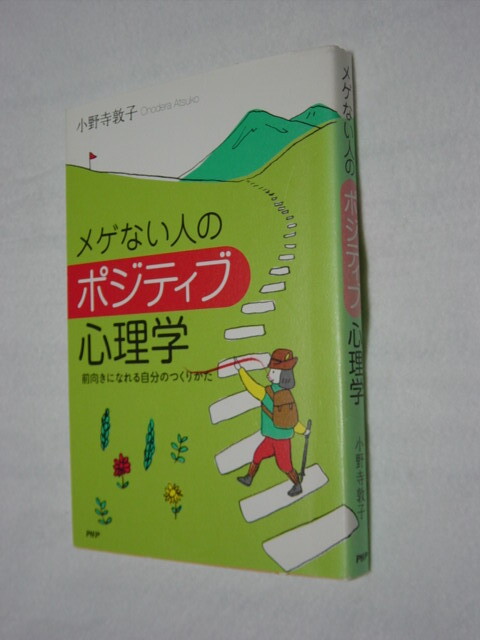 小野寺敦子 Onodera Atsuko
メゲない人の
ポジティブ
心理学
前向きになれる自分のつくりかた
PHP
メゲない人のポジティブ心理学 小野寺敦子
PHP